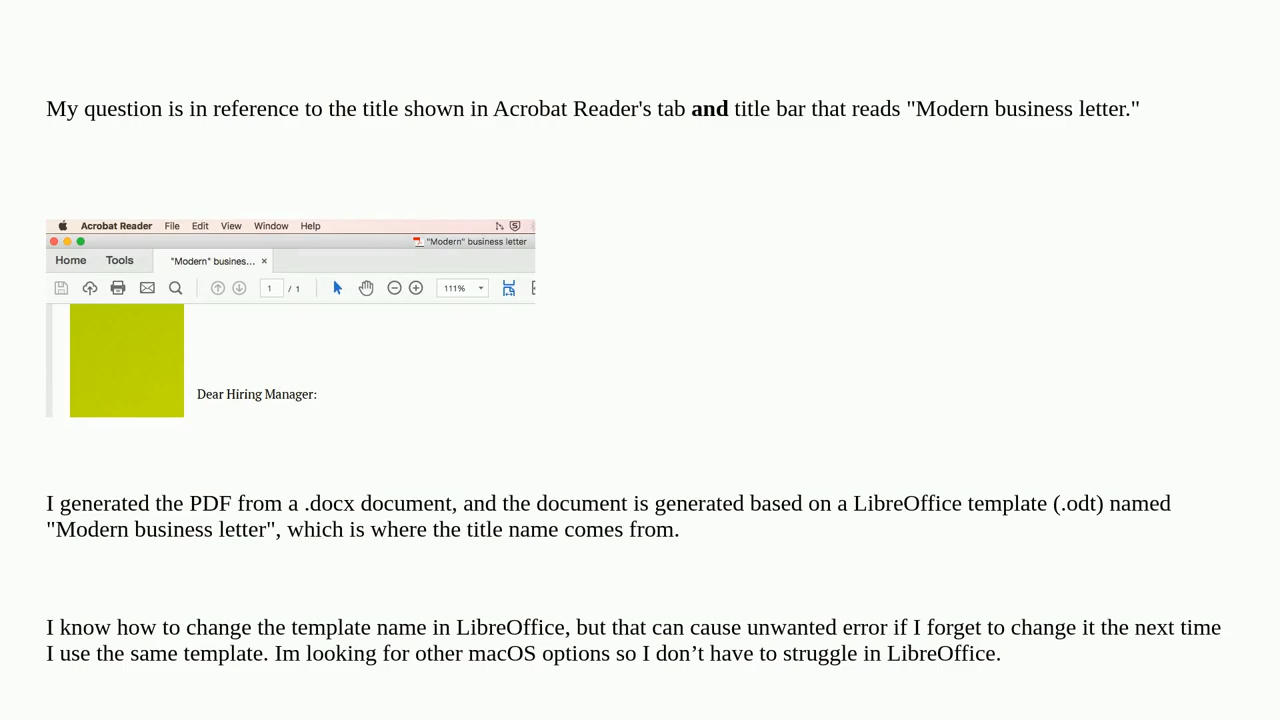 My question is in reference to the title shown in Acrobat Reader's tab and title bar that reads "Modern business letter."
Acrobat Reader File Edit View Window Help
"Modern" business letter
Home Tools "Modern" busines... ×
1 / 1 111%
Dear Hiring Manager:
I generated the PDF from a .docx document, and the document is generated based on a LibreOffice template (.odt) named
"Modern business letter", which is where the title name comes from.
I know how to change the template name in LibreOffice, but that can cause unwanted error if I forget to change it the next time
I use the same template. Im looking for other macOS options so I don’t have to struggle in LibreOffice.